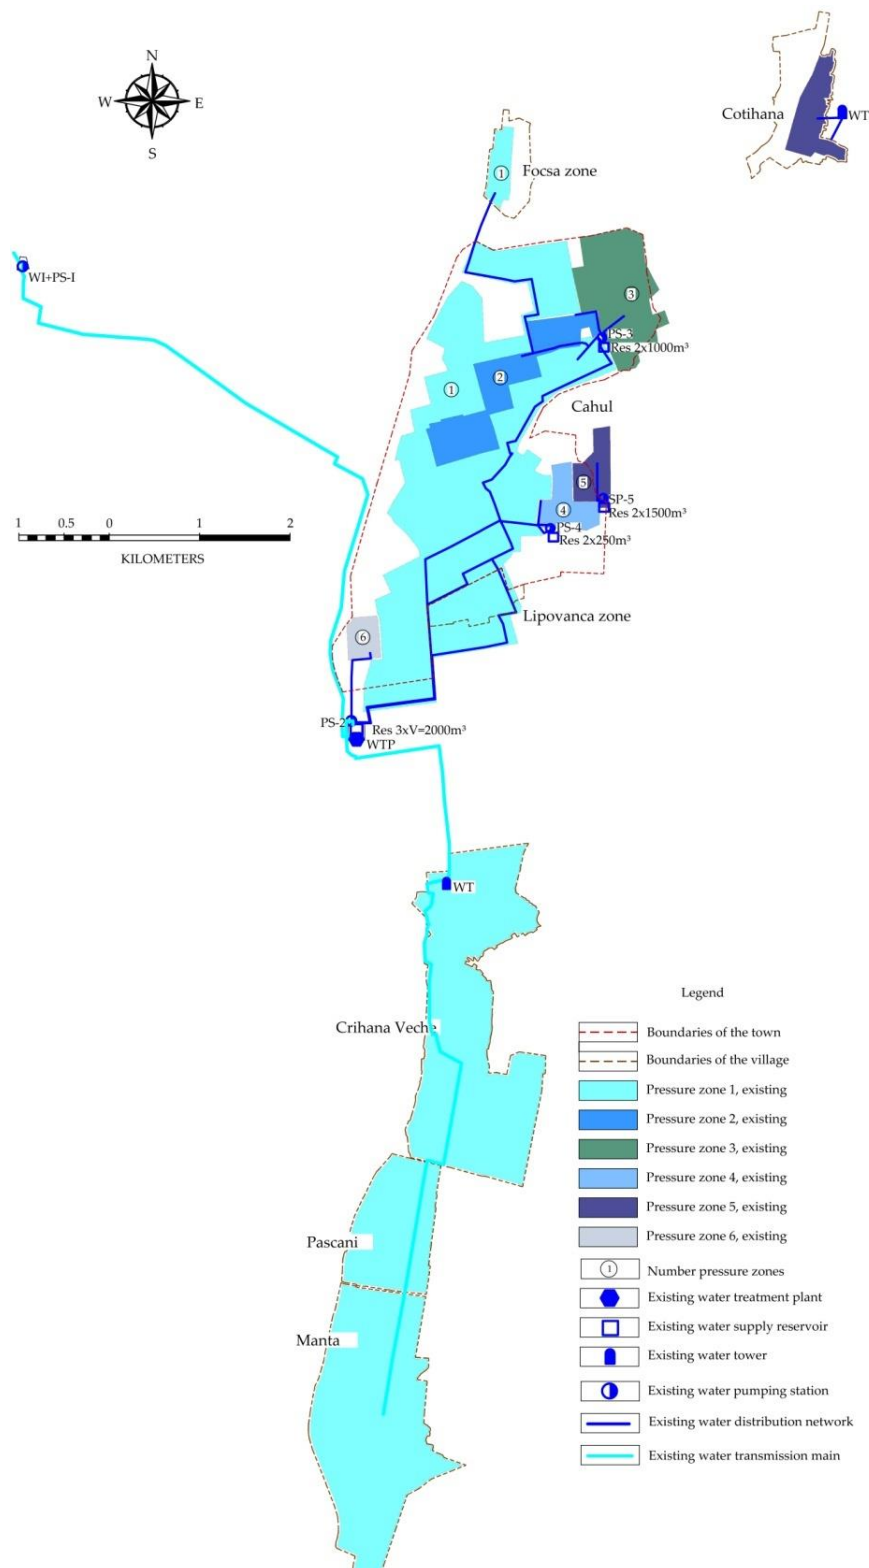 N
W
E
S
Cotihana
WT
1
Focsa zone
WI+PS-I
3
PS-3
Res 2x1000m³
2
1
Cahul
5
SP-5
4
Res 2x1500m³
PS-4
Res 2x250m³
1
0.5
0
1
2
KILOMETERS
Lipovanca zone
6
PS-2
Res 3xV=2000m³
WTP
WT
Crihana Veche
Pascani
Manta
Legend
Boundaries of the town
Boundaries of the village
Pressure zone 1, existing
Pressure zone 2, existing
Pressure zone 3, existing
Pressure zone 4, existing
Pressure zone 5, existing
Pressure zone 6, existing
1
Number pressure zones
Existing water treatment plant
Existing water supply reservoir
Existing water tower
Existing water pumping station
Existing water distribution network
Existing water transmission main